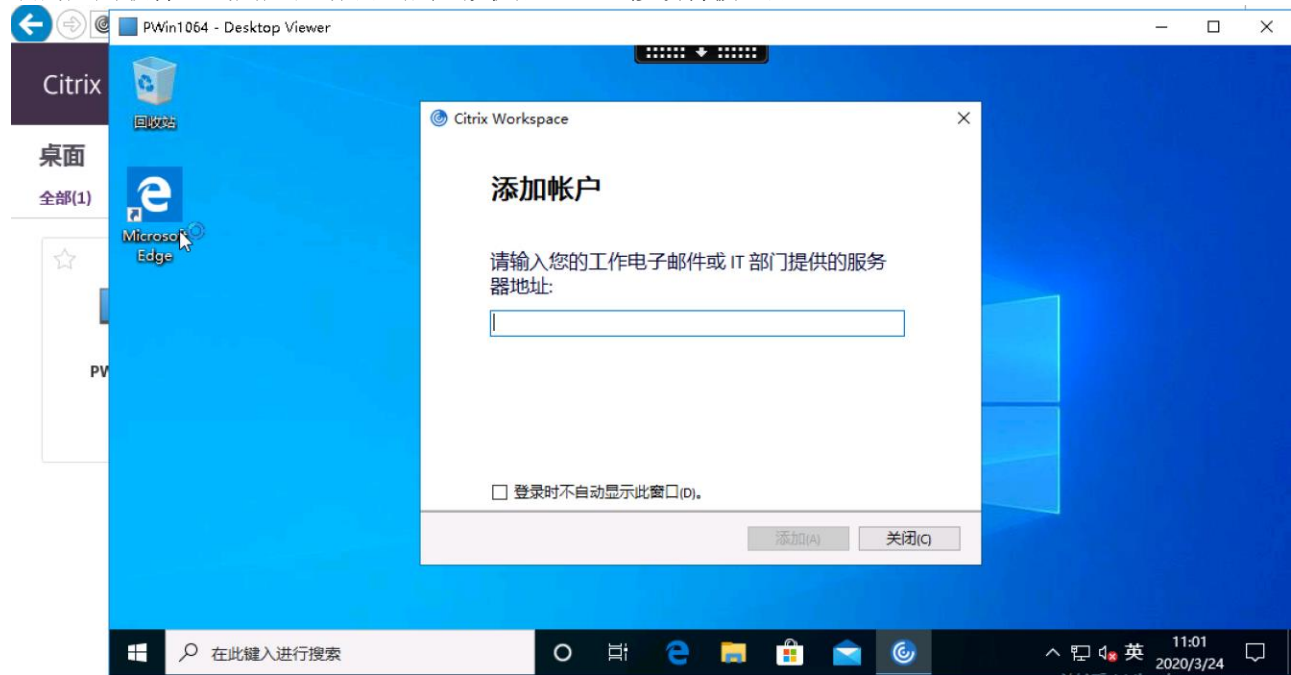 PWin1064 - Desktop Viewer
Citrix
桌面
全部(1)
PW
回收站
Microso
Edge
Citrix Workspace
添加帐户
请输入您的工作电子邮件或 IT 部门提供的服务
器地址:
登录时不自动显示此窗口(D)。
添加(A)
关闭(C)
在此键入进行搜索
英
11:01
2020/3/24